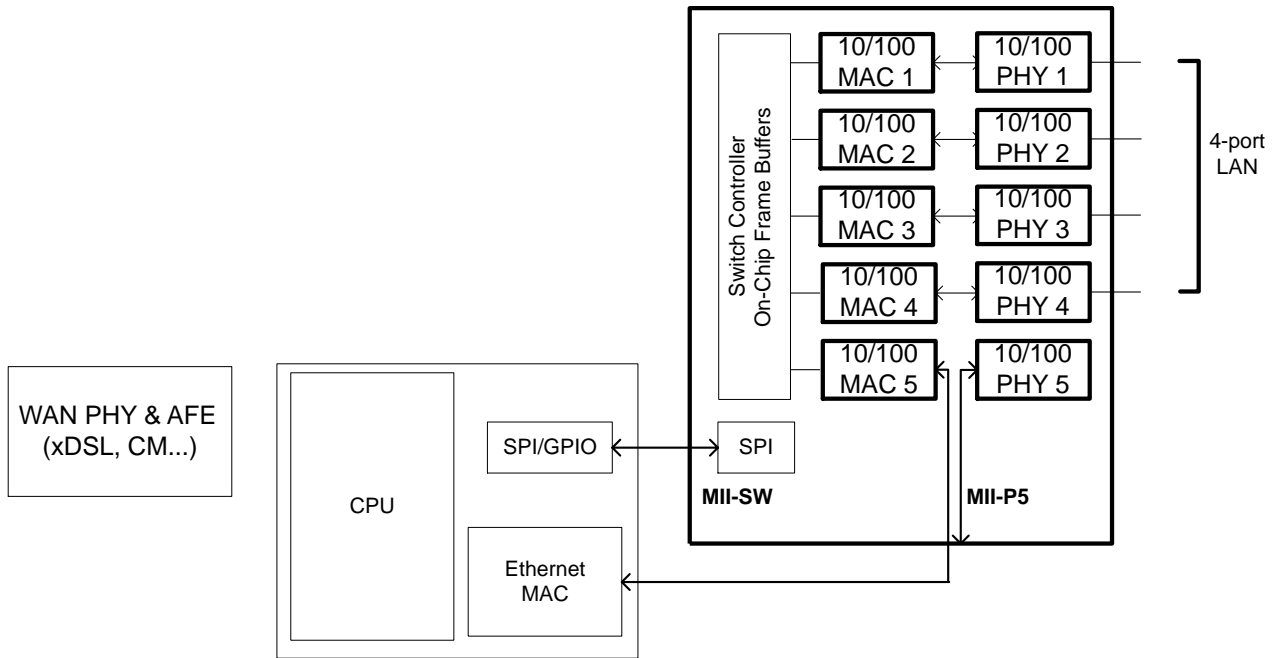 10/100
MAC 1
10/100
PHY 1
10/100
MAC 2
10/100
PHY 2
10/100
MAC 3
10/100
PHY 3
10/100
MAC 4
10/100
PHY 4
10/100
MAC 5
10/100
PHY 5
Switch Controller
On-Chip Frame Buffers
4-port
LAN
WAN PHY & AFE
(xDSL, CM...)
CPU
SPI/GPIO
SPI
MII-SW
MII-P5
Ethernet
MAC